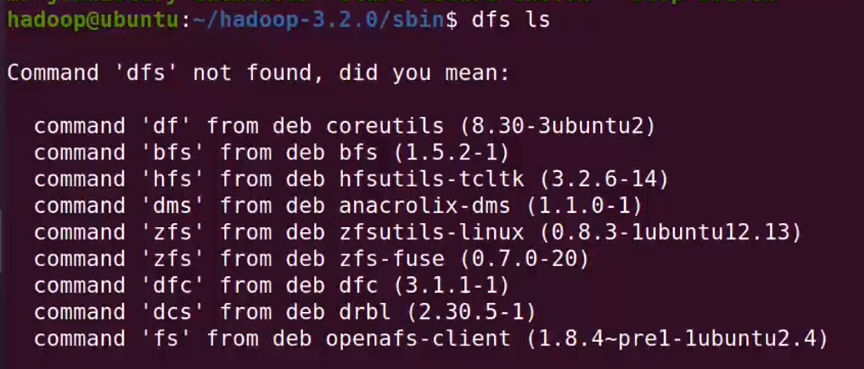 hadoop@ubuntu:~/hadoop-3.2.0/sbin$ dfs ls
Command 'dfs' not found, did you mean:
command 'df' from deb coreutils (8.30-3ubuntu2)
command 'bfs' from deb bfs (1.5.2-1)
command 'hfs' from deb hfsutils-tcltk (3.2.6-14)
command 'dms' from deb anacrolix-dms (1.1.0-1)
command 'zfs' from deb zfsutils-linux (0.8.3-1ubuntu12.13)
command 'zfs' from deb zfs-fuse (0.7.0-20)
command 'dfc' from deb dfc (3.1.1-1)
command 'dcs' from deb drbl (2.30.5-1)
command 'fs' from deb openafs-client (1.8.4~pre1-1ubuntu2.4)